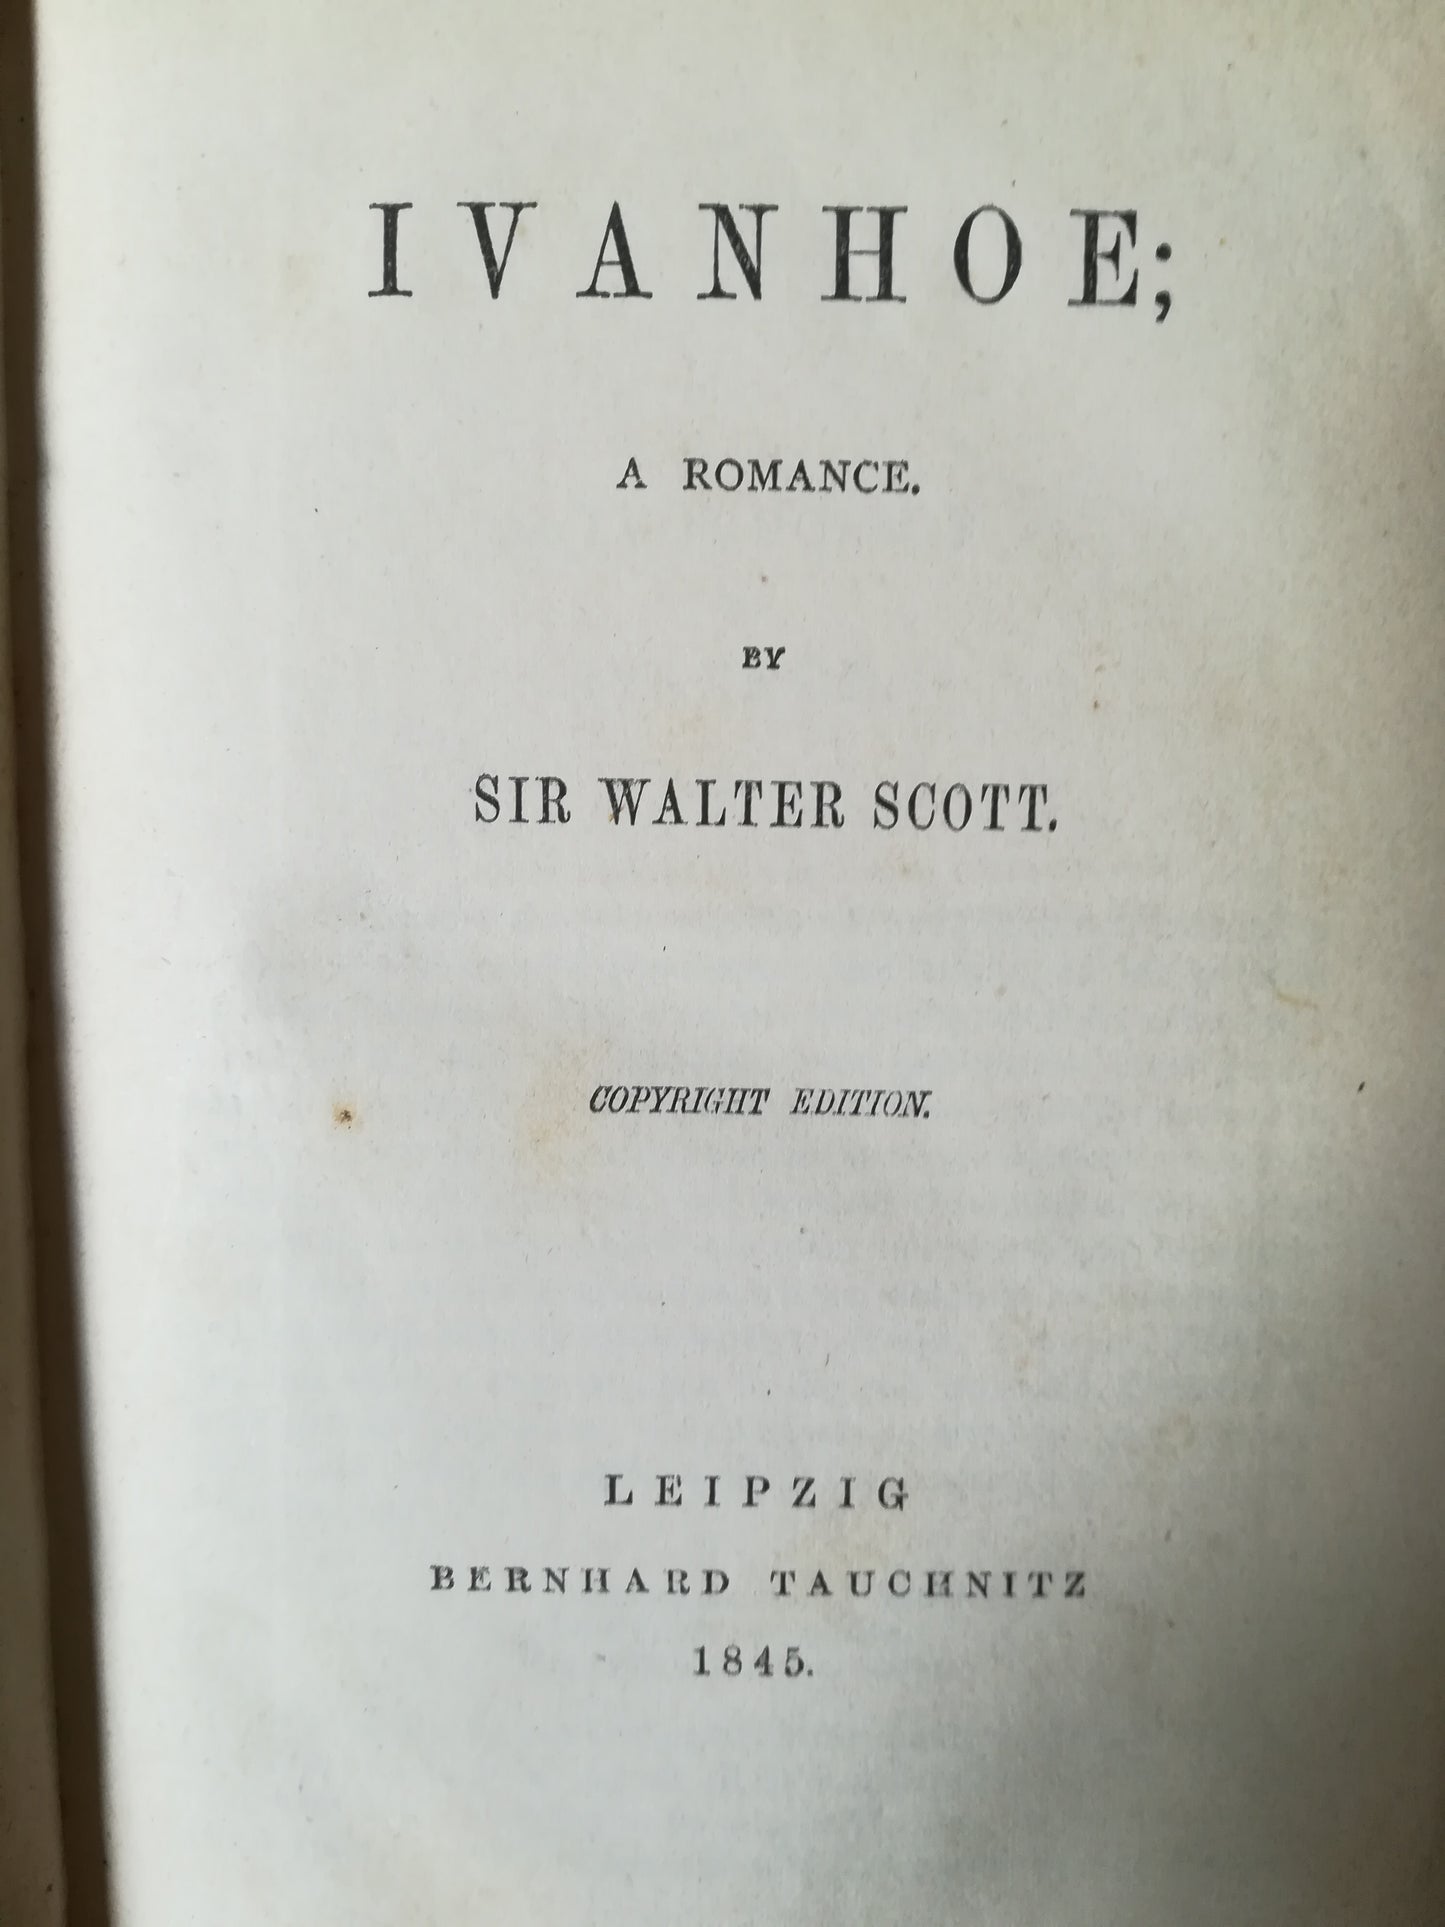 IVANHOE;
A ROMANCE.
BY
SIR WALTER SCOTT.
COPYRIGHT EDITION.
LEIPZIG
BERNHARD TAUCHNITZ
1845.